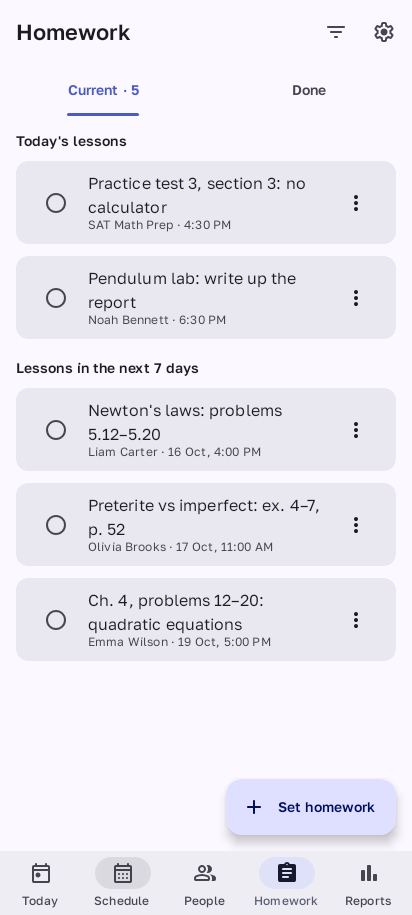 Homework
Current · 5
Done
Today's lessons
Practice test 3, section 3: no
calculator
SAT Math Prep · 4:30 PM
Pendulum lab: write up the
report
Noah Bennett · 6:30 PM
Lessons in the next 7 days
Newton's laws: problems
5.12–5.20
Liam Carter · 16 Oct, 4:00 PM
Preterite vs imperfect: ex. 4–7,
p. 52
Olivia Brooks · 17 Oct, 11:00 AM
Ch. 4, problems 12–20:
quadratic equations
Emma Wilson · 19 Oct, 5:00 PM
Set homework
Today
Schedule
People
Homework
Reports